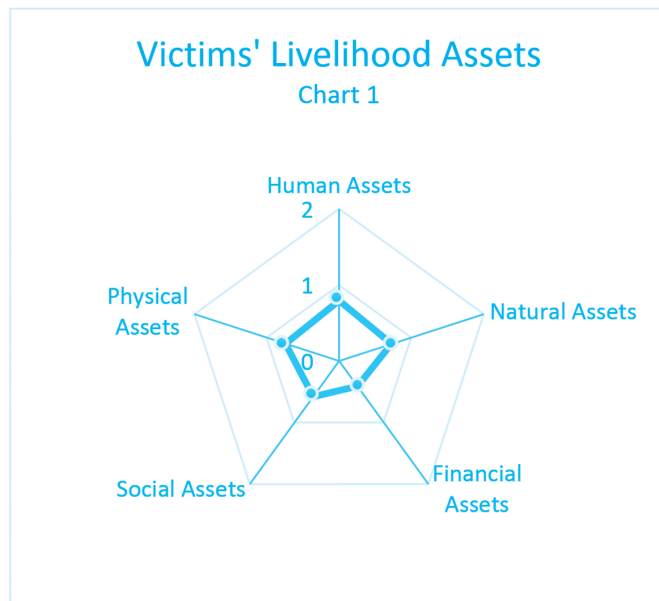 Victims' Livelihood Assets
Chart 1
Human Assets
2
1
0
Physical
Assets
Natural Assets
Social Assets
Financial
Assets